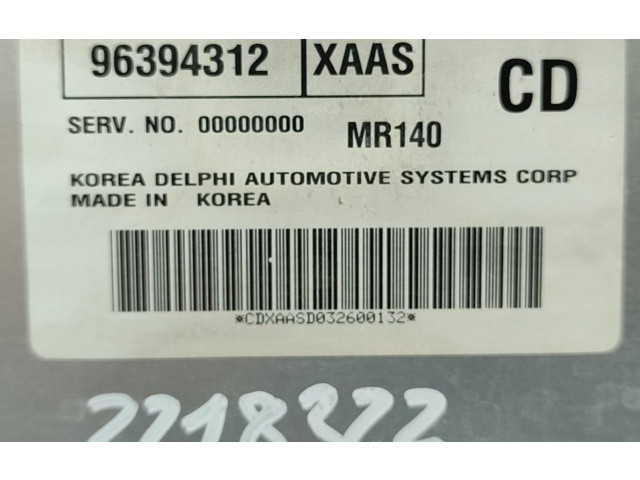 96394312 XAAS CD
SERV. NO. 00000000 MR140
KOREA DELPHI AUTOMOTIVE SYSTEMS CORP
MADE IN KOREA
*CDXAASD032600132*